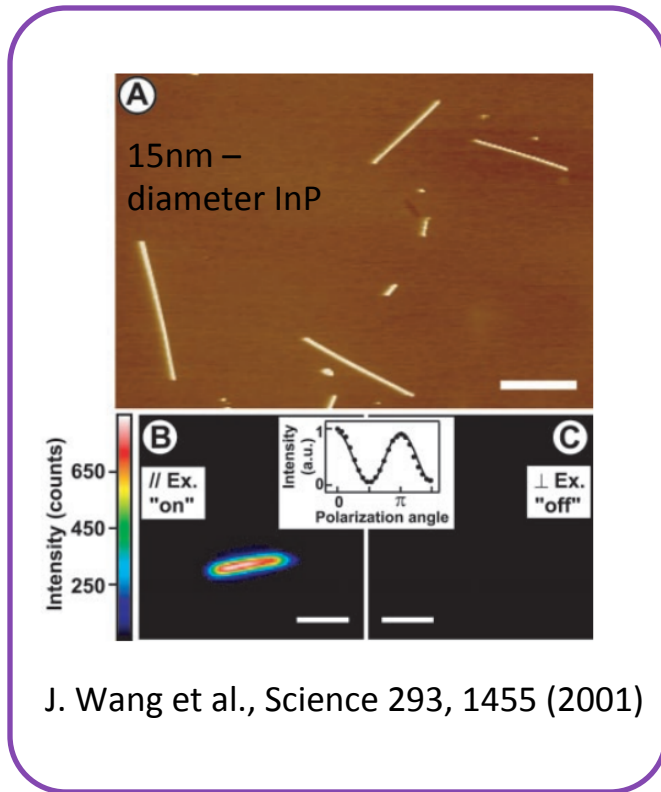 A
15nm –
diameter InP
B
// Ex.
"on"
C
⊥ Ex.
"off"
Intensity (counts)
650
450
250
Intensity
(a.u.)
1
0
0
π
Polarization angle
J. Wang et al., Science 293, 1455 (2001)